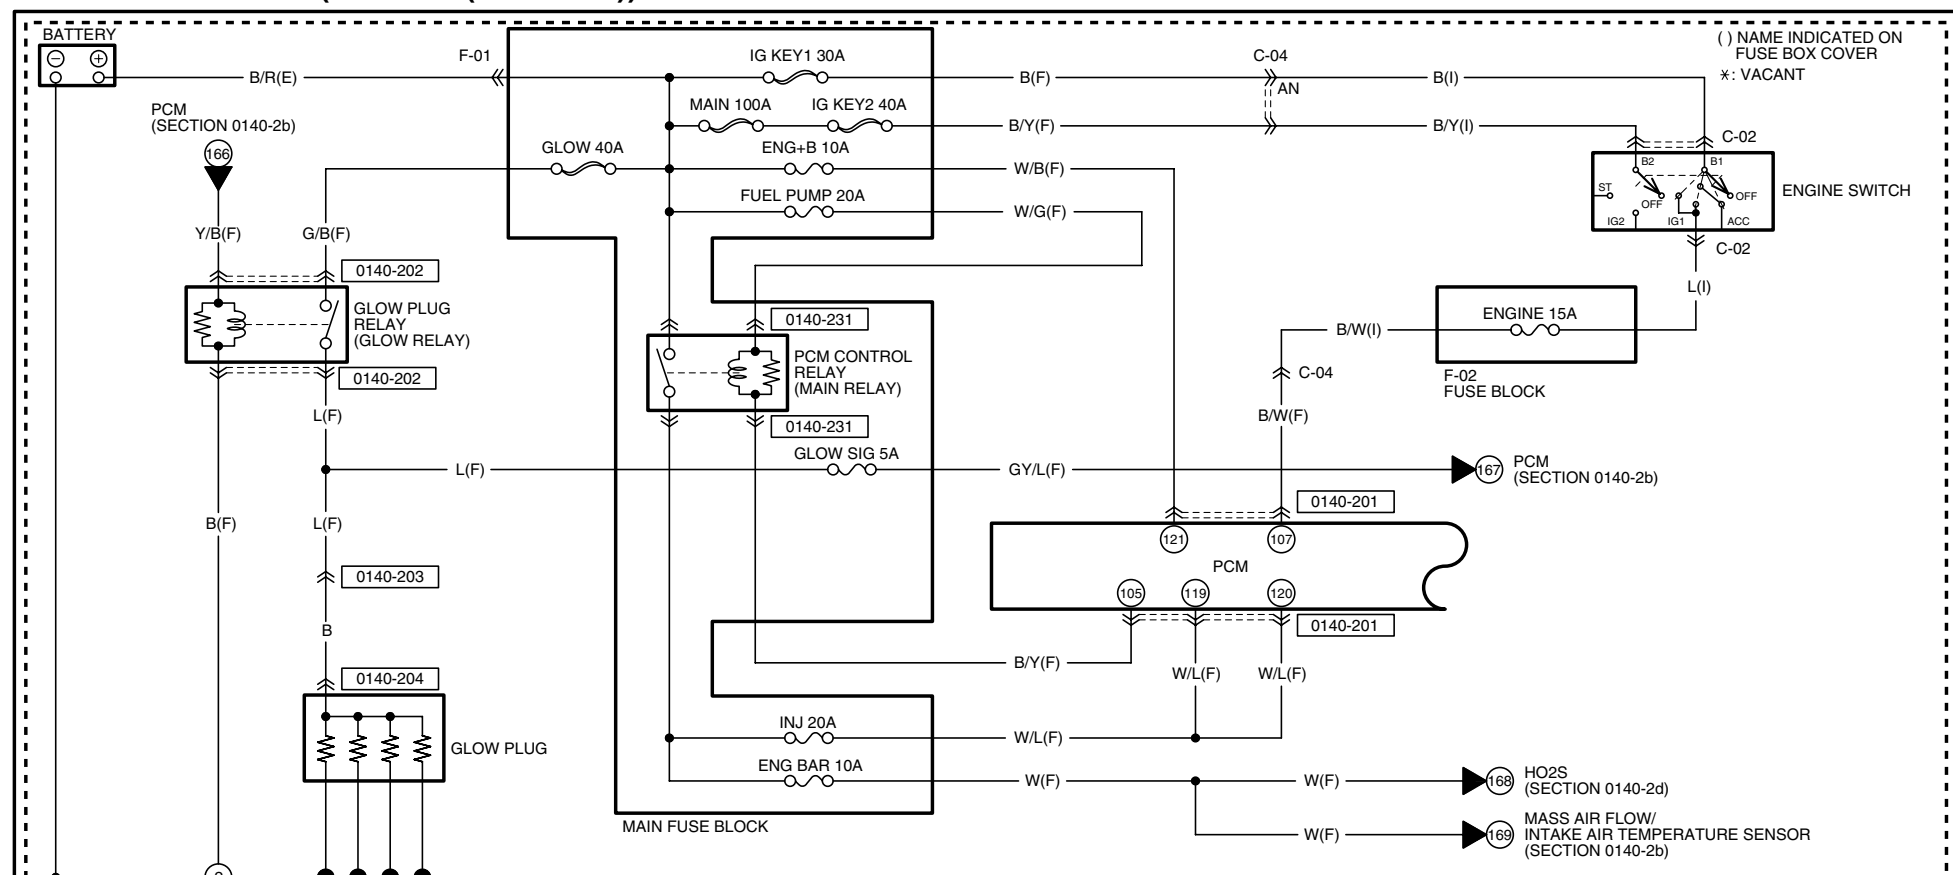 BATTERY
− +
B/R(E)
F-01
IG KEY1 30A
B(F)
C-04
AN
B(I)
( ) NAME INDICATED ON
FUSE BOX COVER
*: VACANT
PCM
(SECTION 0140-2b)
166
MAIN 100A
IG KEY2 40A
B/Y(F)
B/Y(I)
C-02
GLOW 40A
ENG+B 10A
W/B(F)
FUEL PUMP 20A
W/G(F)
B2
B1
ST
OFF
OFF
IG2
IG1
ACC
ENGINE SWITCH
C-02
Y/B(F)
G/B(F)
0140-202
GLOW PLUG
RELAY
(GLOW RELAY)
0140-202
L(I)
ENGINE 15A
B/W(I)
F-02
FUSE BLOCK
C-04
B/W(F)
0140-231
PCM CONTROL
RELAY
(MAIN RELAY)
0140-231
L(F)
GLOW SIG 5A
L(F)
GY/L(F)
167
PCM
(SECTION 0140-2b)
B(F)
L(F)
0140-201
121
107
PCM
105
119
120
0140-201
0140-203
B
B/Y(F)
W/L(F)
W/L(F)
0140-204
GLOW PLUG
INJ 20A
W/L(F)
ENG BAR 10A
W(F)
W(F)
168
HO2S
(SECTION 0140-2d)
MAIN FUSE BLOCK
W(F)
169
MASS AIR FLOW/
INTAKE AIR TEMPERATURE SENSOR
(SECTION 0140-2b)